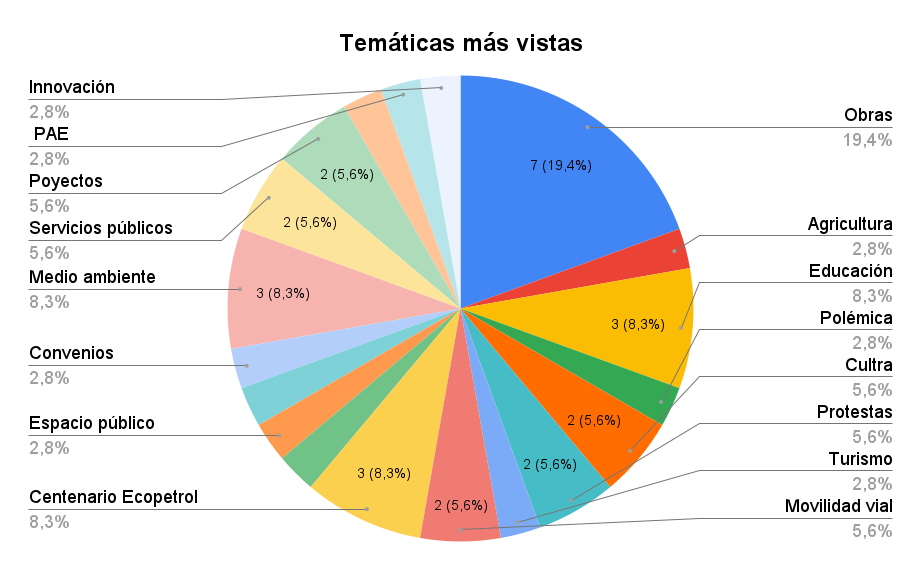 Temáticas más vistas
Innovación
2,8%
PAE
2,8%
Poyectos
5,6%
Servicios públicos
5,6%
Medio ambiente
8,3%
Convenios
2,8%
Espacio público
2,8%
Centenario Ecopetrol
8,3%
Obras
19,4%
Agricultura
2,8%
Educación
8,3%
Polémica
2,8%
Cultra
5,6%
Protestas
5,6%
Turismo
2,8%
Movilidad vial
5,6%
7 (19,4%)
3 (8,3%)
2 (5,6%)
2 (5,6%)
2 (5,6%)
3 (8,3%)
3 (8,3%)
2 (5,6%)
2 (5,6%)